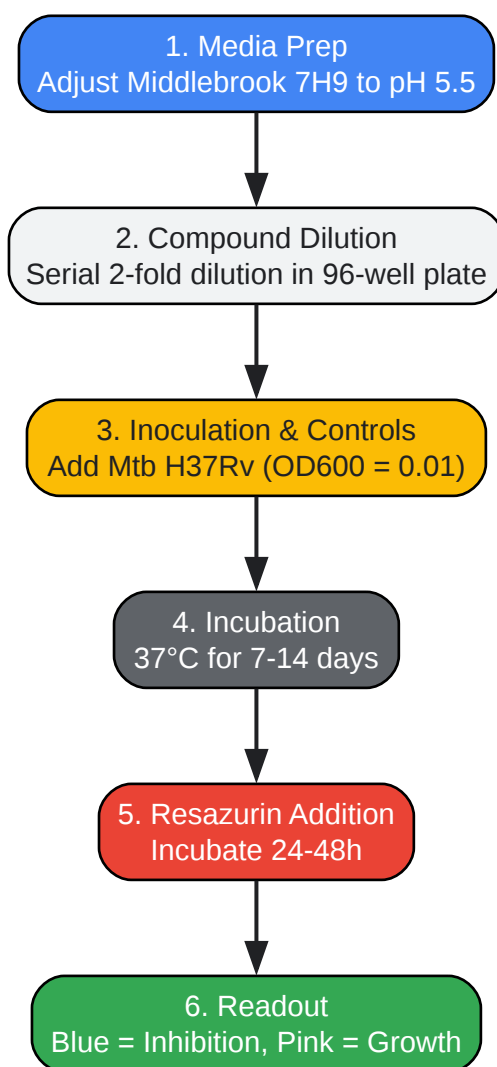 1. Media Prep
Adjust Middlebrook 7H9 to pH 5.5
2. Compound Dilution
Serial 2-fold dilution in 96-well plate
3. Inoculation & Controls
Add Mtb H37Rv (OD600 = 0.01)
4. Incubation
37°C for 7-14 days
5. Resazurin Addition
Incubate 24-48h
6. Readout
Blue = Inhibition, Pink = Growth